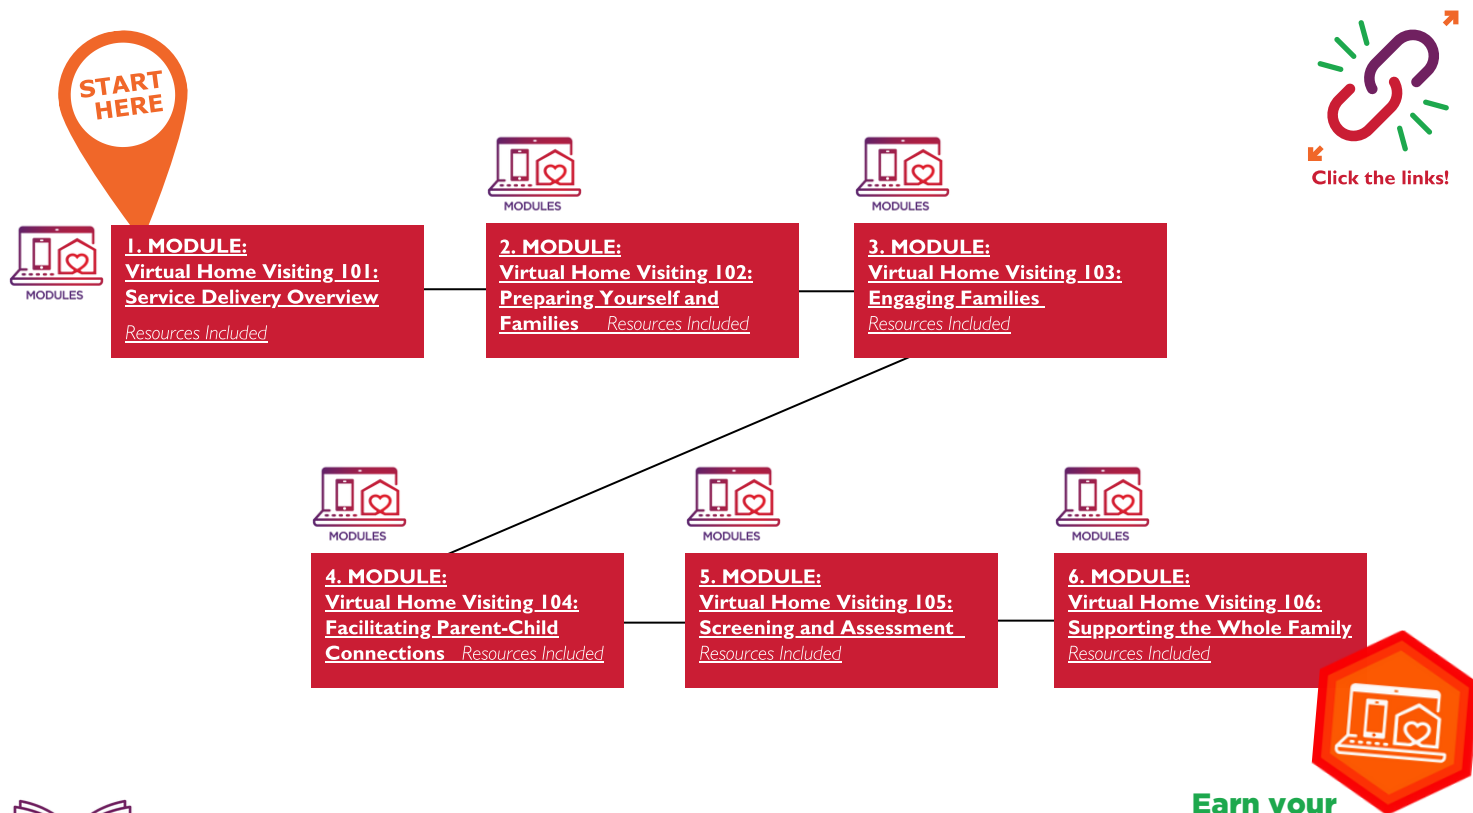 START
HERE
Click the links!
MODULES
1. MODULE:
Virtual Home Visiting 101:
Service Delivery Overview
Resources Included
MODULES
2. MODULE:
Virtual Home Visiting 102:
Preparing Yourself and
Families Resources Included
MODULES
3. MODULE:
Virtual Home Visiting 103:
Engaging Families
Resources Included
MODULES
4. MODULE:
Virtual Home Visiting 104:
Facilitating Parent-Child
Connections Resources Included
MODULES
5. MODULE:
Virtual Home Visiting 105:
Screening and Assessment
Resources Included
MODULES
6. MODULE:
Virtual Home Visiting 106:
Supporting the Whole Family
Resources Included
Earn your